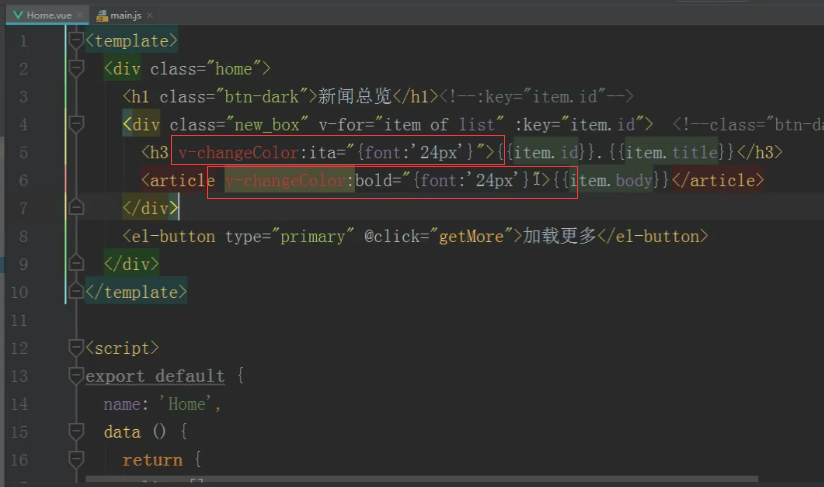 Home.vue × main.js ×
1 <template>
2 <div class="home">
3 <h1 class="btn-dark">新闻总览</h1><!--:key="item.id"-->
4 <div class="new_box" v-for="item of list" :key="item.id"> <!--class="btn-da
5 <h3 v-changeColor:ita="{font:'24px'}">{{item.id}}.{{item.title}}</h3>
6 <article v-changeColor:bold="{font:'24px'}">{{item.body}}</article>
7 </div>
8 <el-button type="primary" @click="getMore">加载更多</el-button>
9 </div>
10 </template>
11
12 <script>
13 export default {
14 name: 'Home',
15 data () {
16 return {